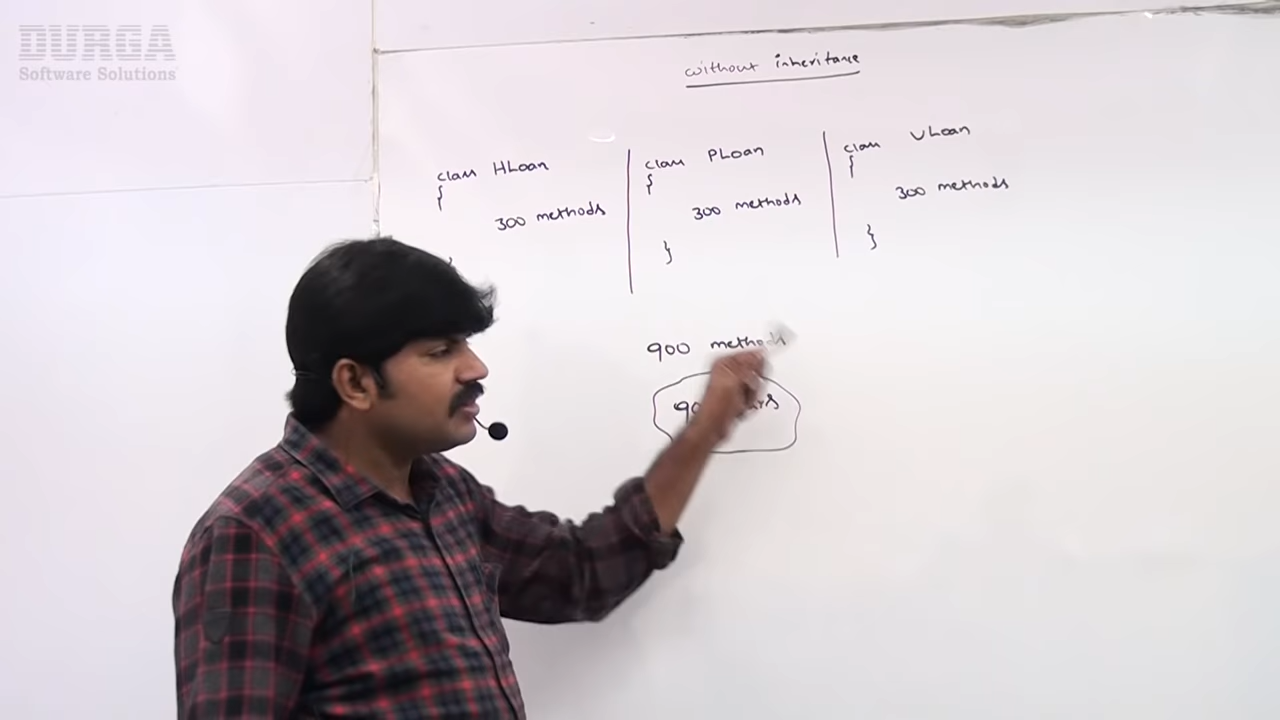 DURGA
Software Solutions
without inheritance
class HLoan
{
300 methods
class PLoan
{
300 methods
}
class VLoan
{
300 methods
}
900 methods